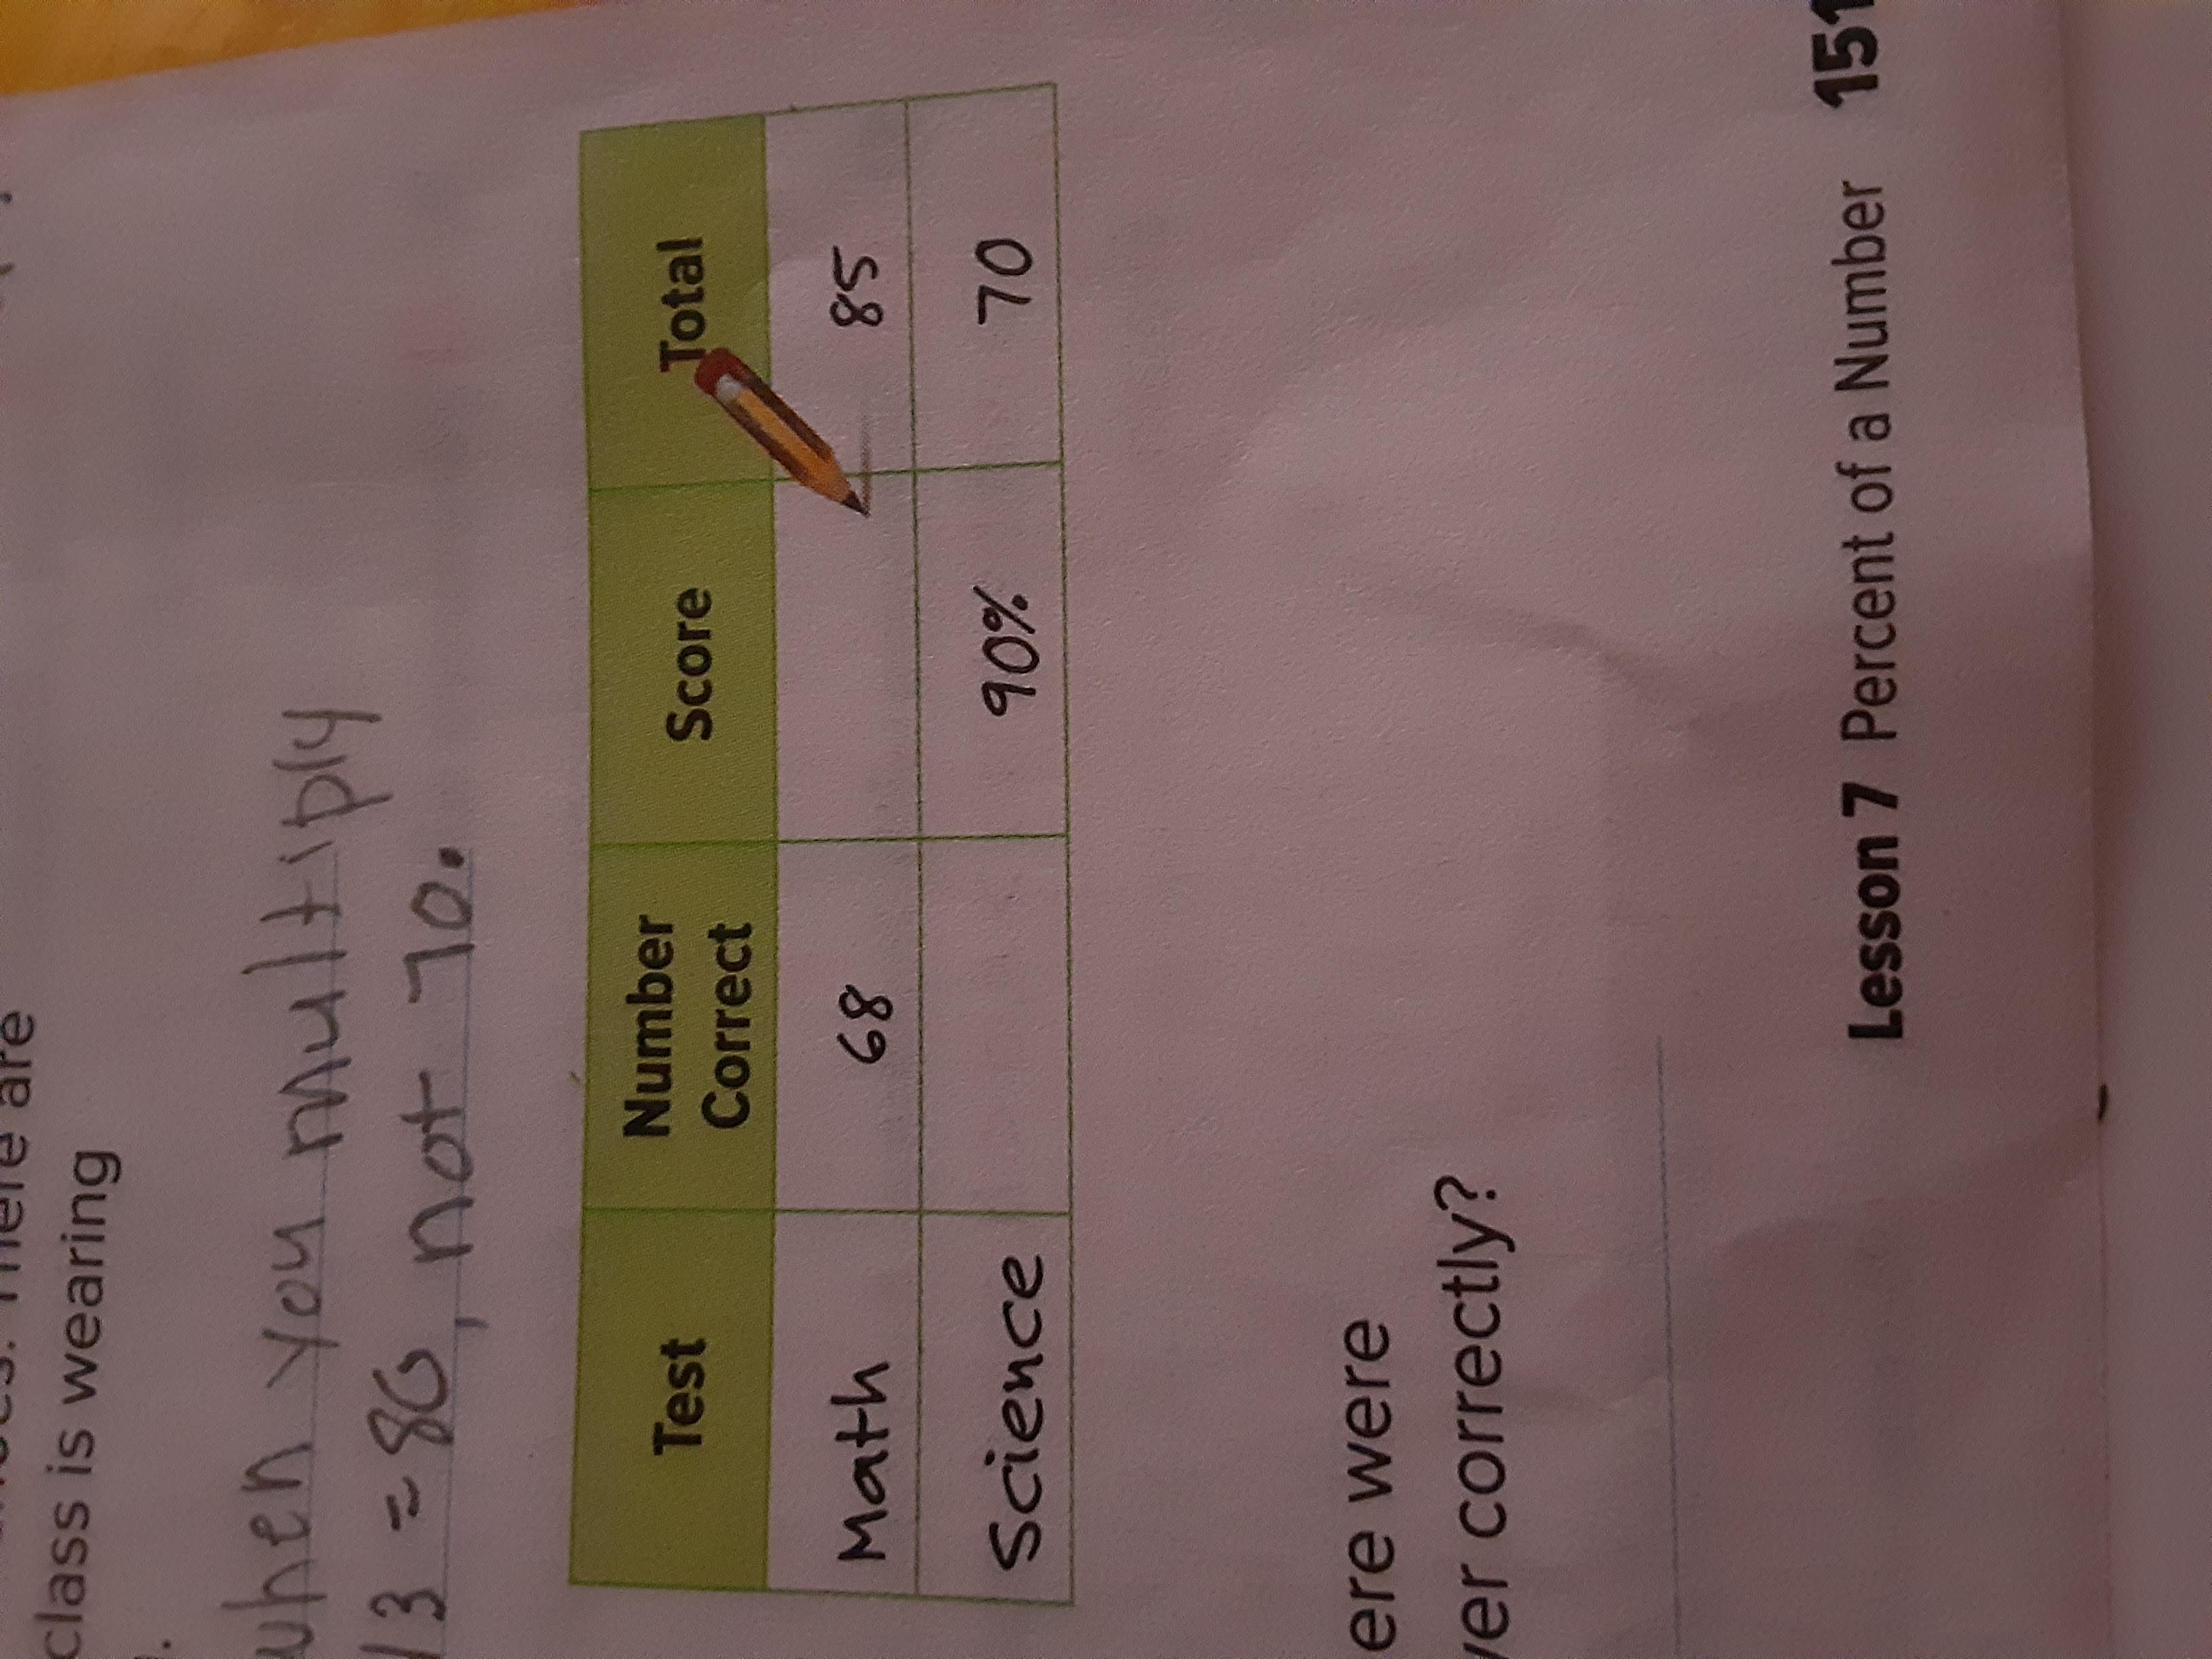 class is wearing
when you multiply
13 = 80, not 70.
Test Number Correct Score Total
Math 68 85
Science 90% 70
ere were
er correctly?
Lesson 7 Percent of a Number 151